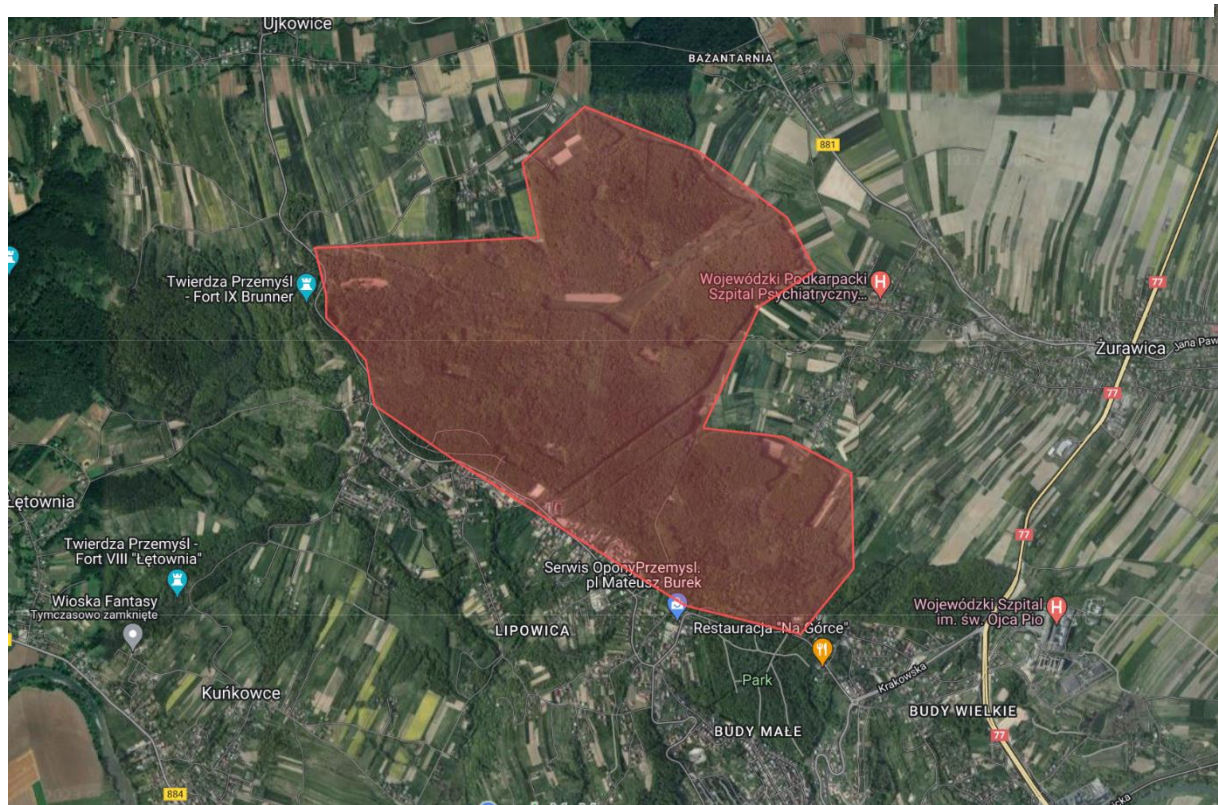 Ujkowice
BAŻANTARNIA
881
Twierdza Przemyśl
- Fort IX Brunner
Wojewódzki Podkarpacki
Szpital Psychiatryczny...
77
Żurawica
Jana Paw
77
Łętownia
77
Twierdza Przemyśl -
Fort VIII "Łętownia"
Serwis OponyPrzemysl.
pl Mateusz Burek
Wioska Fantasy
Tymczasowo zamknięte
Wojewódzki Szpital
im. św. Ojca Pio
LIPOWICA
Restauracja "Na Górce"
Park
Krakowska
Kuńkowce
BUDY WIELKIE
BUDY MAŁE
77
884